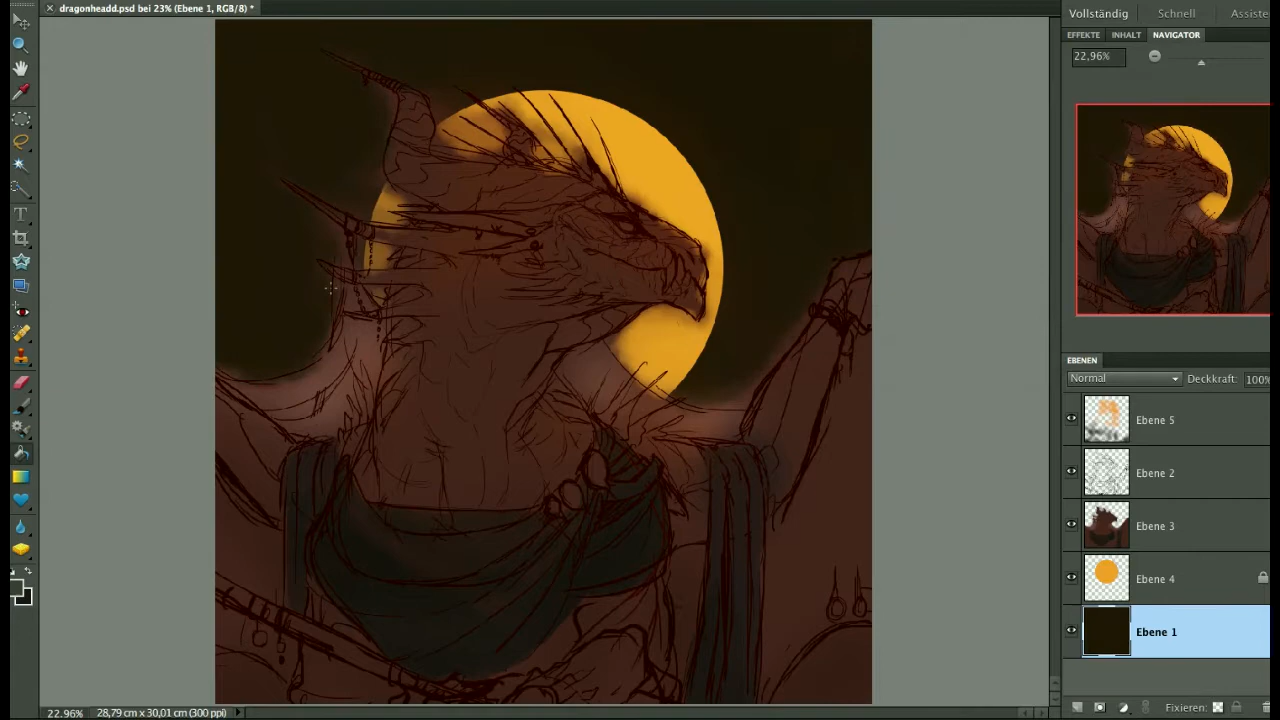 dragonheadd.psd bei 23% (Ebene 1, RGB/8) *
Vollständig Schnell Assiste
EFFEKTE INHALT NAVIGATOR
22,96%
EBENEN
Normal Deckkraft: 100%
Ebene 5
Ebene 2
Ebene 3
Ebene 4
Ebene 1
Fixieren:
22.96% 28,79 cm x 30,01 cm (300 ppi)